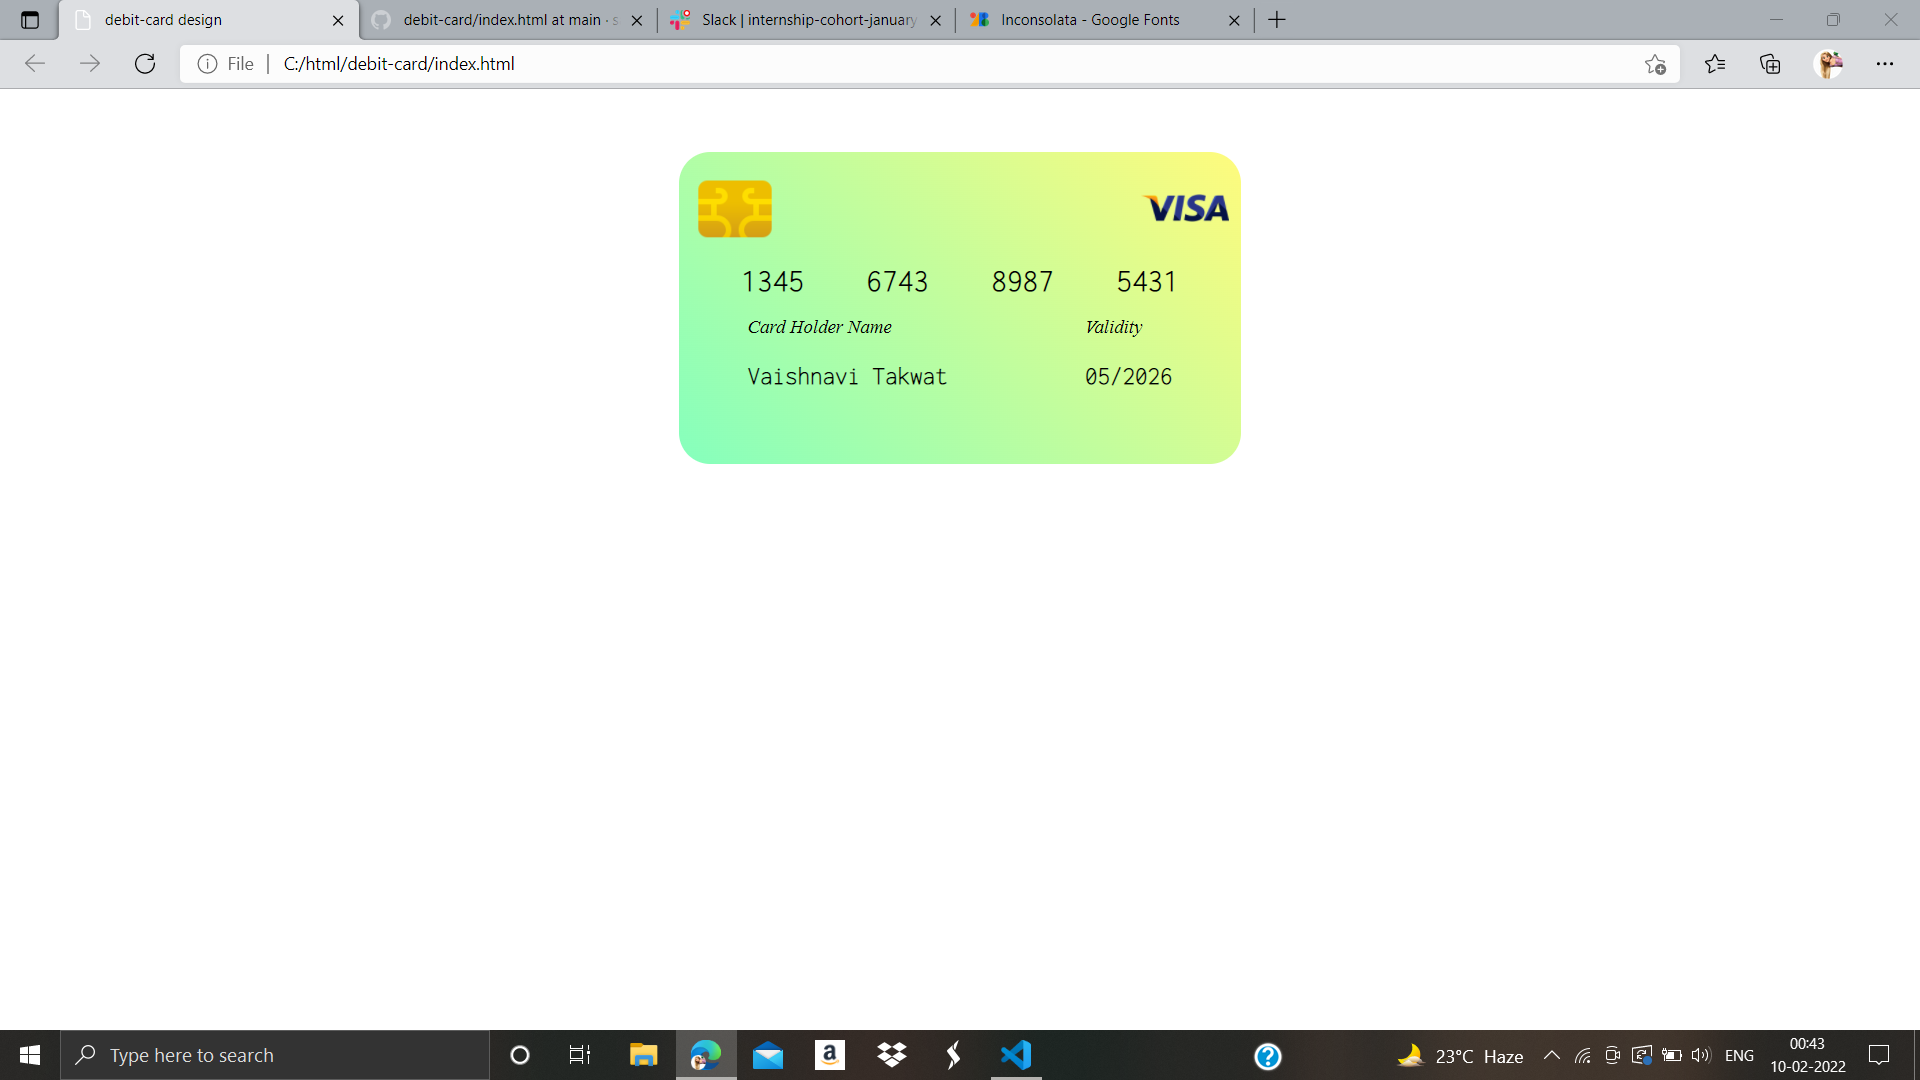 debit-card design
debit-card/index.html at main · s
Slack | internship-cohort-january
Inconsolata - Google Fonts
File
C:/html/debit-card/index.html
VISA
1345 6743 8987 5431
Card Holder Name Validity
Vaishnavi Takwat 05/2026
Type here to search
a
?
23°C Haze
ENG
00:43
10-02-2022